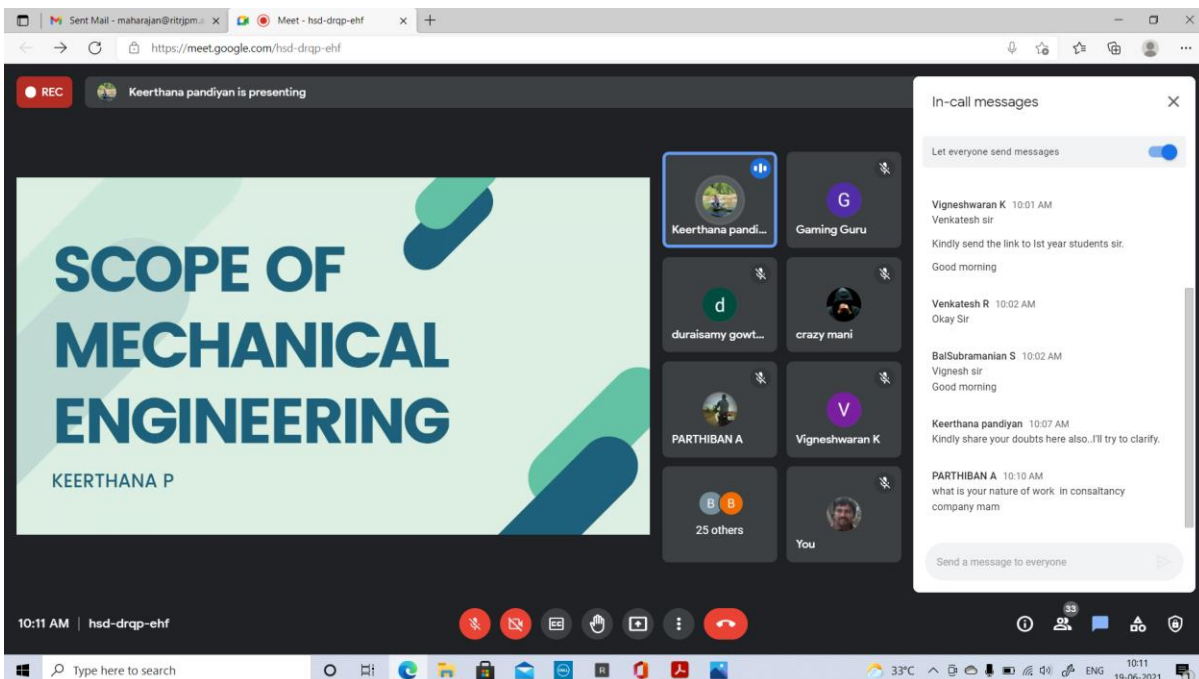 Sent Mail - maharajan@ritrjpm.a
Meet - hsd-drqp-ehf
https://meet.google.com/hsd-drqp-ehf
REC
Keerthana pandiyan is presenting
SCOPE OF
MECHANICAL
ENGINEERING
KEERTHANA P
Keerthana pandi...
G
Gaming Guru
d
duraisamy gowt...
crazy mani
PARTHIBAN A
V
Vigneshwaran K
B B
25 others
You
In-call messages
Let everyone send messages
Vigneshwaran K 10:01 AM
Venkatesh sir
Kindly send the link to Ist year students sir.
Good morning
Venkatesh R 10:02 AM
Okay Sir
BalSubramanian S 10:02 AM
Vignesh sir
Good morning
Keerthana pandiyan 10:07 AM
Kindly share your doubts here also..I'll try to clarify.
PARTHIBAN A 10:10 AM
what is your nature of work in consaltancy
company mam
Send a message to everyone
10:11 AM | hsd-drqp-ehf
CC
33
Type here to search
DELL
R
33°C
ENG
10:11
19-06-2021